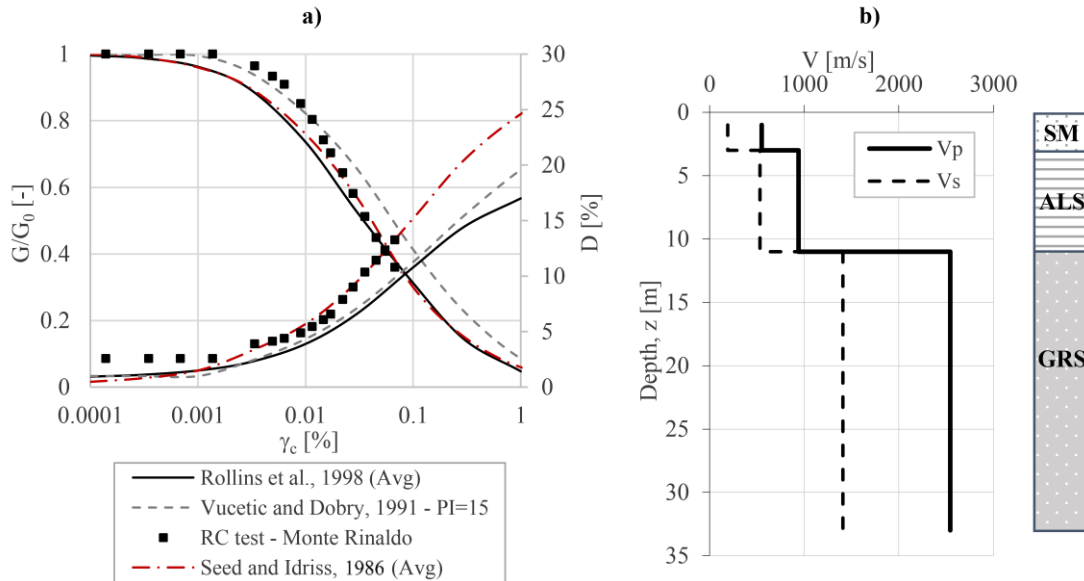 a)
G/G0 [-]
1
0.8
0.6
0.4
0.2
0
30
25
20
15
10
5
0
D [%]
0.0001 0.001 0.01 0.1 1
γc [%]
Rollins et al., 1998 (Avg)
Vucetic and Dobry, 1991 - PI=15
RC test - Monte Rinaldo
Seed and Idriss, 1986 (Avg)
b)
V [m/s]
0 1000 2000 3000
Depth, z [m]
0
5
10
15
20
25
30
35
Vp
Vs
SM
ALS
GRS